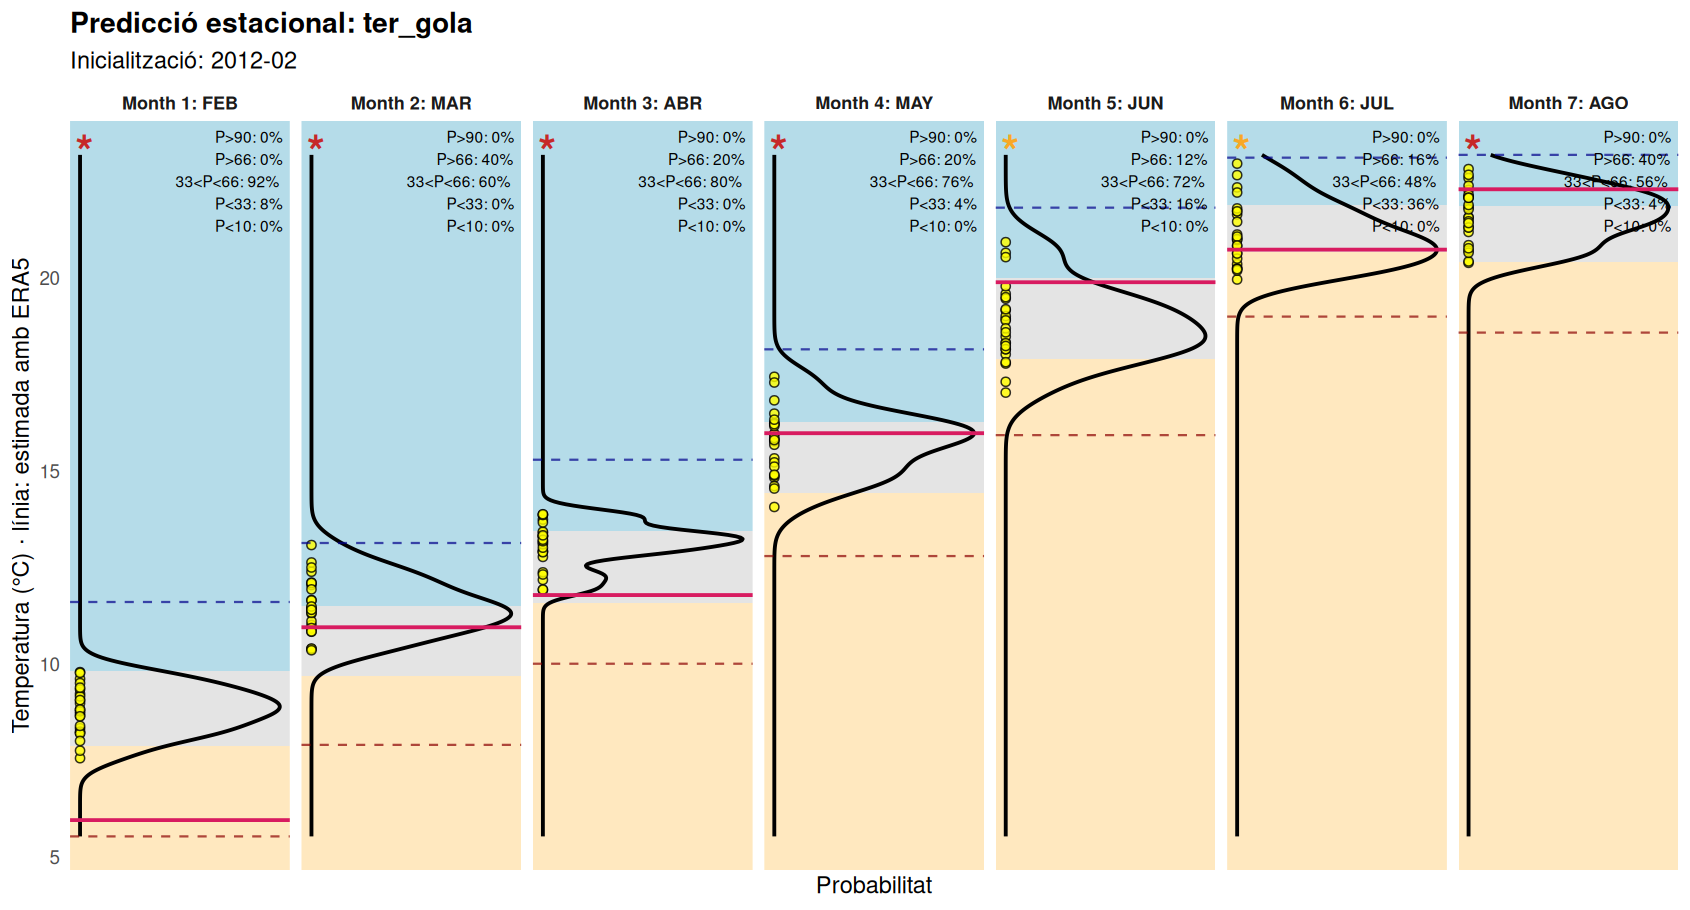 Predicció estacional: ter_gola
Inicialització: 2012-02
Month 1: FEB
Month 2: MAR
Month 3: ABR
Month 4: MAY
Month 5: JUN
Month 6: JUL
Month 7: AGO
*
P>90: 0%
P>66: 0%
33<P<66: 92%
P<33: 8%
P<10: 0%
*
P>90: 0%
P>66: 40%
33<P<66: 60%
P<33: 0%
P<10: 0%
*
P>90: 0%
P>66: 20%
33<P<66: 80%
P<33: 0%
P<10: 0%
*
P>90: 0%
P>66: 20%
33<P<66: 76%
P<33: 4%
P<10: 0%
*
P>90: 0%
P>66: 12%
33<P<66: 72%
P<33: 16%
P<10: 0%
*
P>90: 0%
P>66: 16%
33<P<66: 48%
P<33: 36%
P<10: 0%
*
P>90: 0%
P>66: 40%
33<P<66: 56%
P<33: 4%
P<10: 0%
20
15
10
5
Temperatura (°C) · línia: estimada amb ERA5
Probabilitat